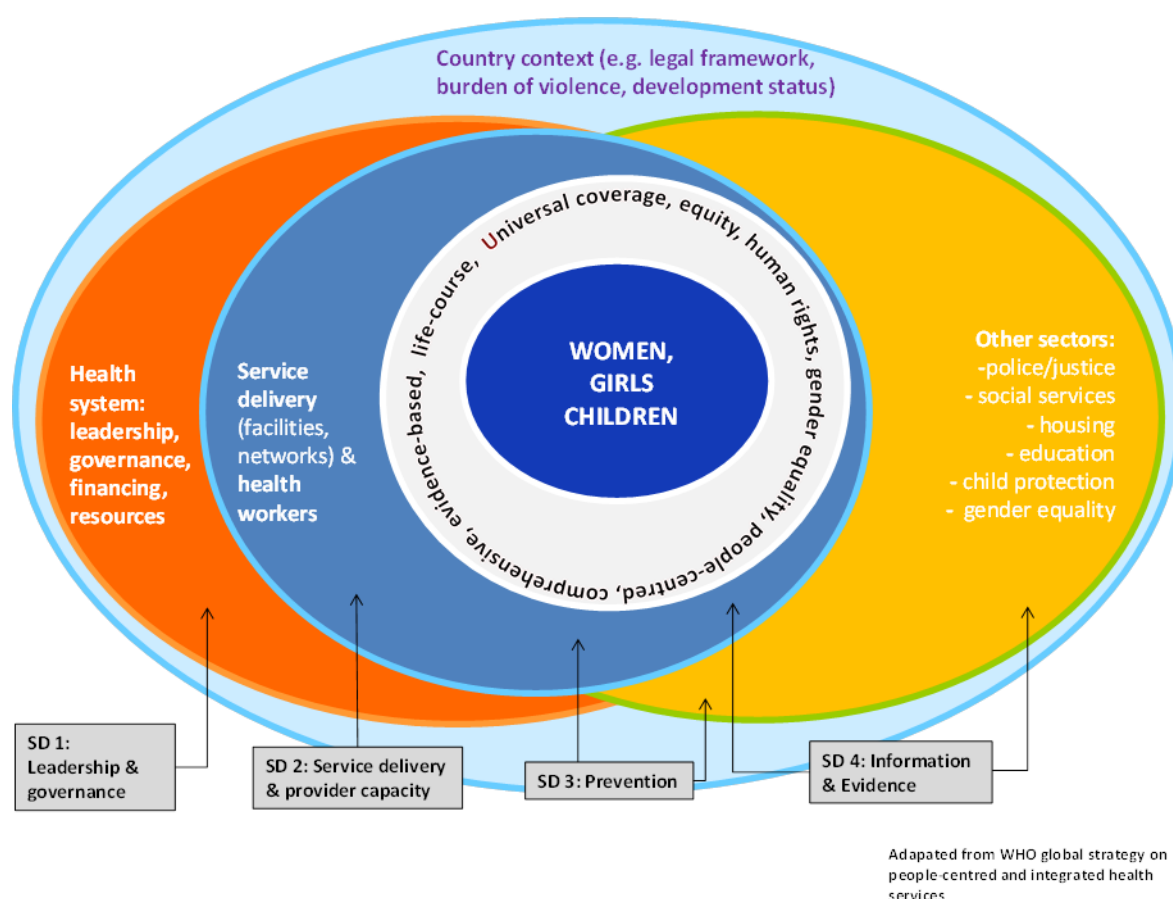 Country context (e.g. legal framework,
burden of violence, development status)
Universal coverage, equity, human rights, gender equality, people-centred, comprehensive, evidence-based, life-course,
WOMEN,
GIRLS
CHILDREN
Health
system:
leadership,
governance,
financing,
resources
Service
delivery
(facilities,
networks) &
health
workers
Other sectors:
-police/justice
- social services
- housing
- education
- child protection
- gender equality
SD 1:
Leadership &
governance
SD 2: Service delivery
& provider capacity
SD 3: Prevention
SD 4: Information
& Evidence
Adapated from WHO global strategy on
people-centred and integrated health
services